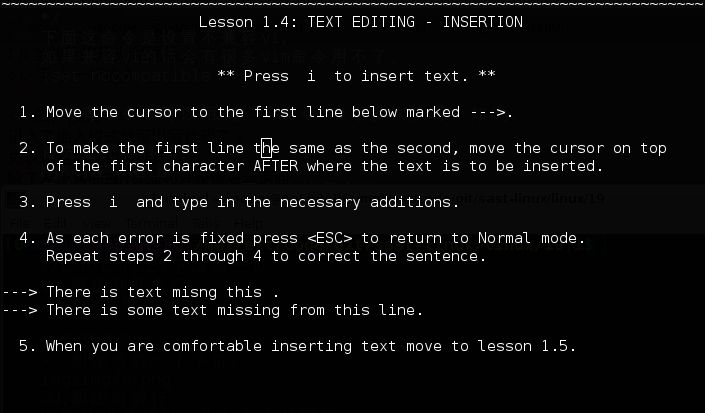 ~~~~~~~~~~~~~~~~~~~~~~~~~~~~~~~~~~~~~~~~~~~~~~~~~~~~~~~~~~~~~~~~~~~~~~~~~~~~~~
Lesson 1.4: TEXT EDITING - INSERTION
** Press i to insert text. **
1. Move the cursor to the first line below marked --->.
2. To make the first line the same as the second, move the cursor on top
of the first character AFTER where the text is to be inserted.
3. Press i and type in the necessary additions.
4. As each error is fixed press <ESC> to return to Normal mode.
Repeat steps 2 through 4 to correct the sentence.
---> There is text misng this .
---> There is some text missing from this line.
5. When you are comfortable inserting text move to lesson 1.5.